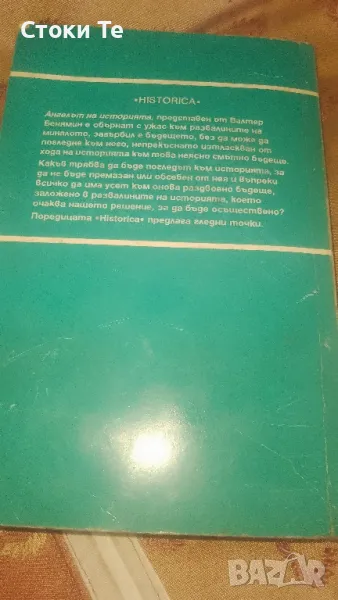 Стоки Те
•HISTORICA•
Ангелът на историята, представен от Валтер
Бенямин е обърнат с ужас към развалините на
миналото, загърбил е бъдещето, без да може да
погледне към него, непрекъснато изтласкван от
хода на историята към това неясно смътно бъдеще.
Какъв трябва да бъде погледът към историята, за
да не бъде премазан или обсебен от нея и въпреки
всичко да има усет към онова раздвоено бъдеще,
заложено в развалините на историята, което
очаква нашето решение, за да бъде осъществено?
Поредицата «Historica» предлага гледни точки.
BAZAR